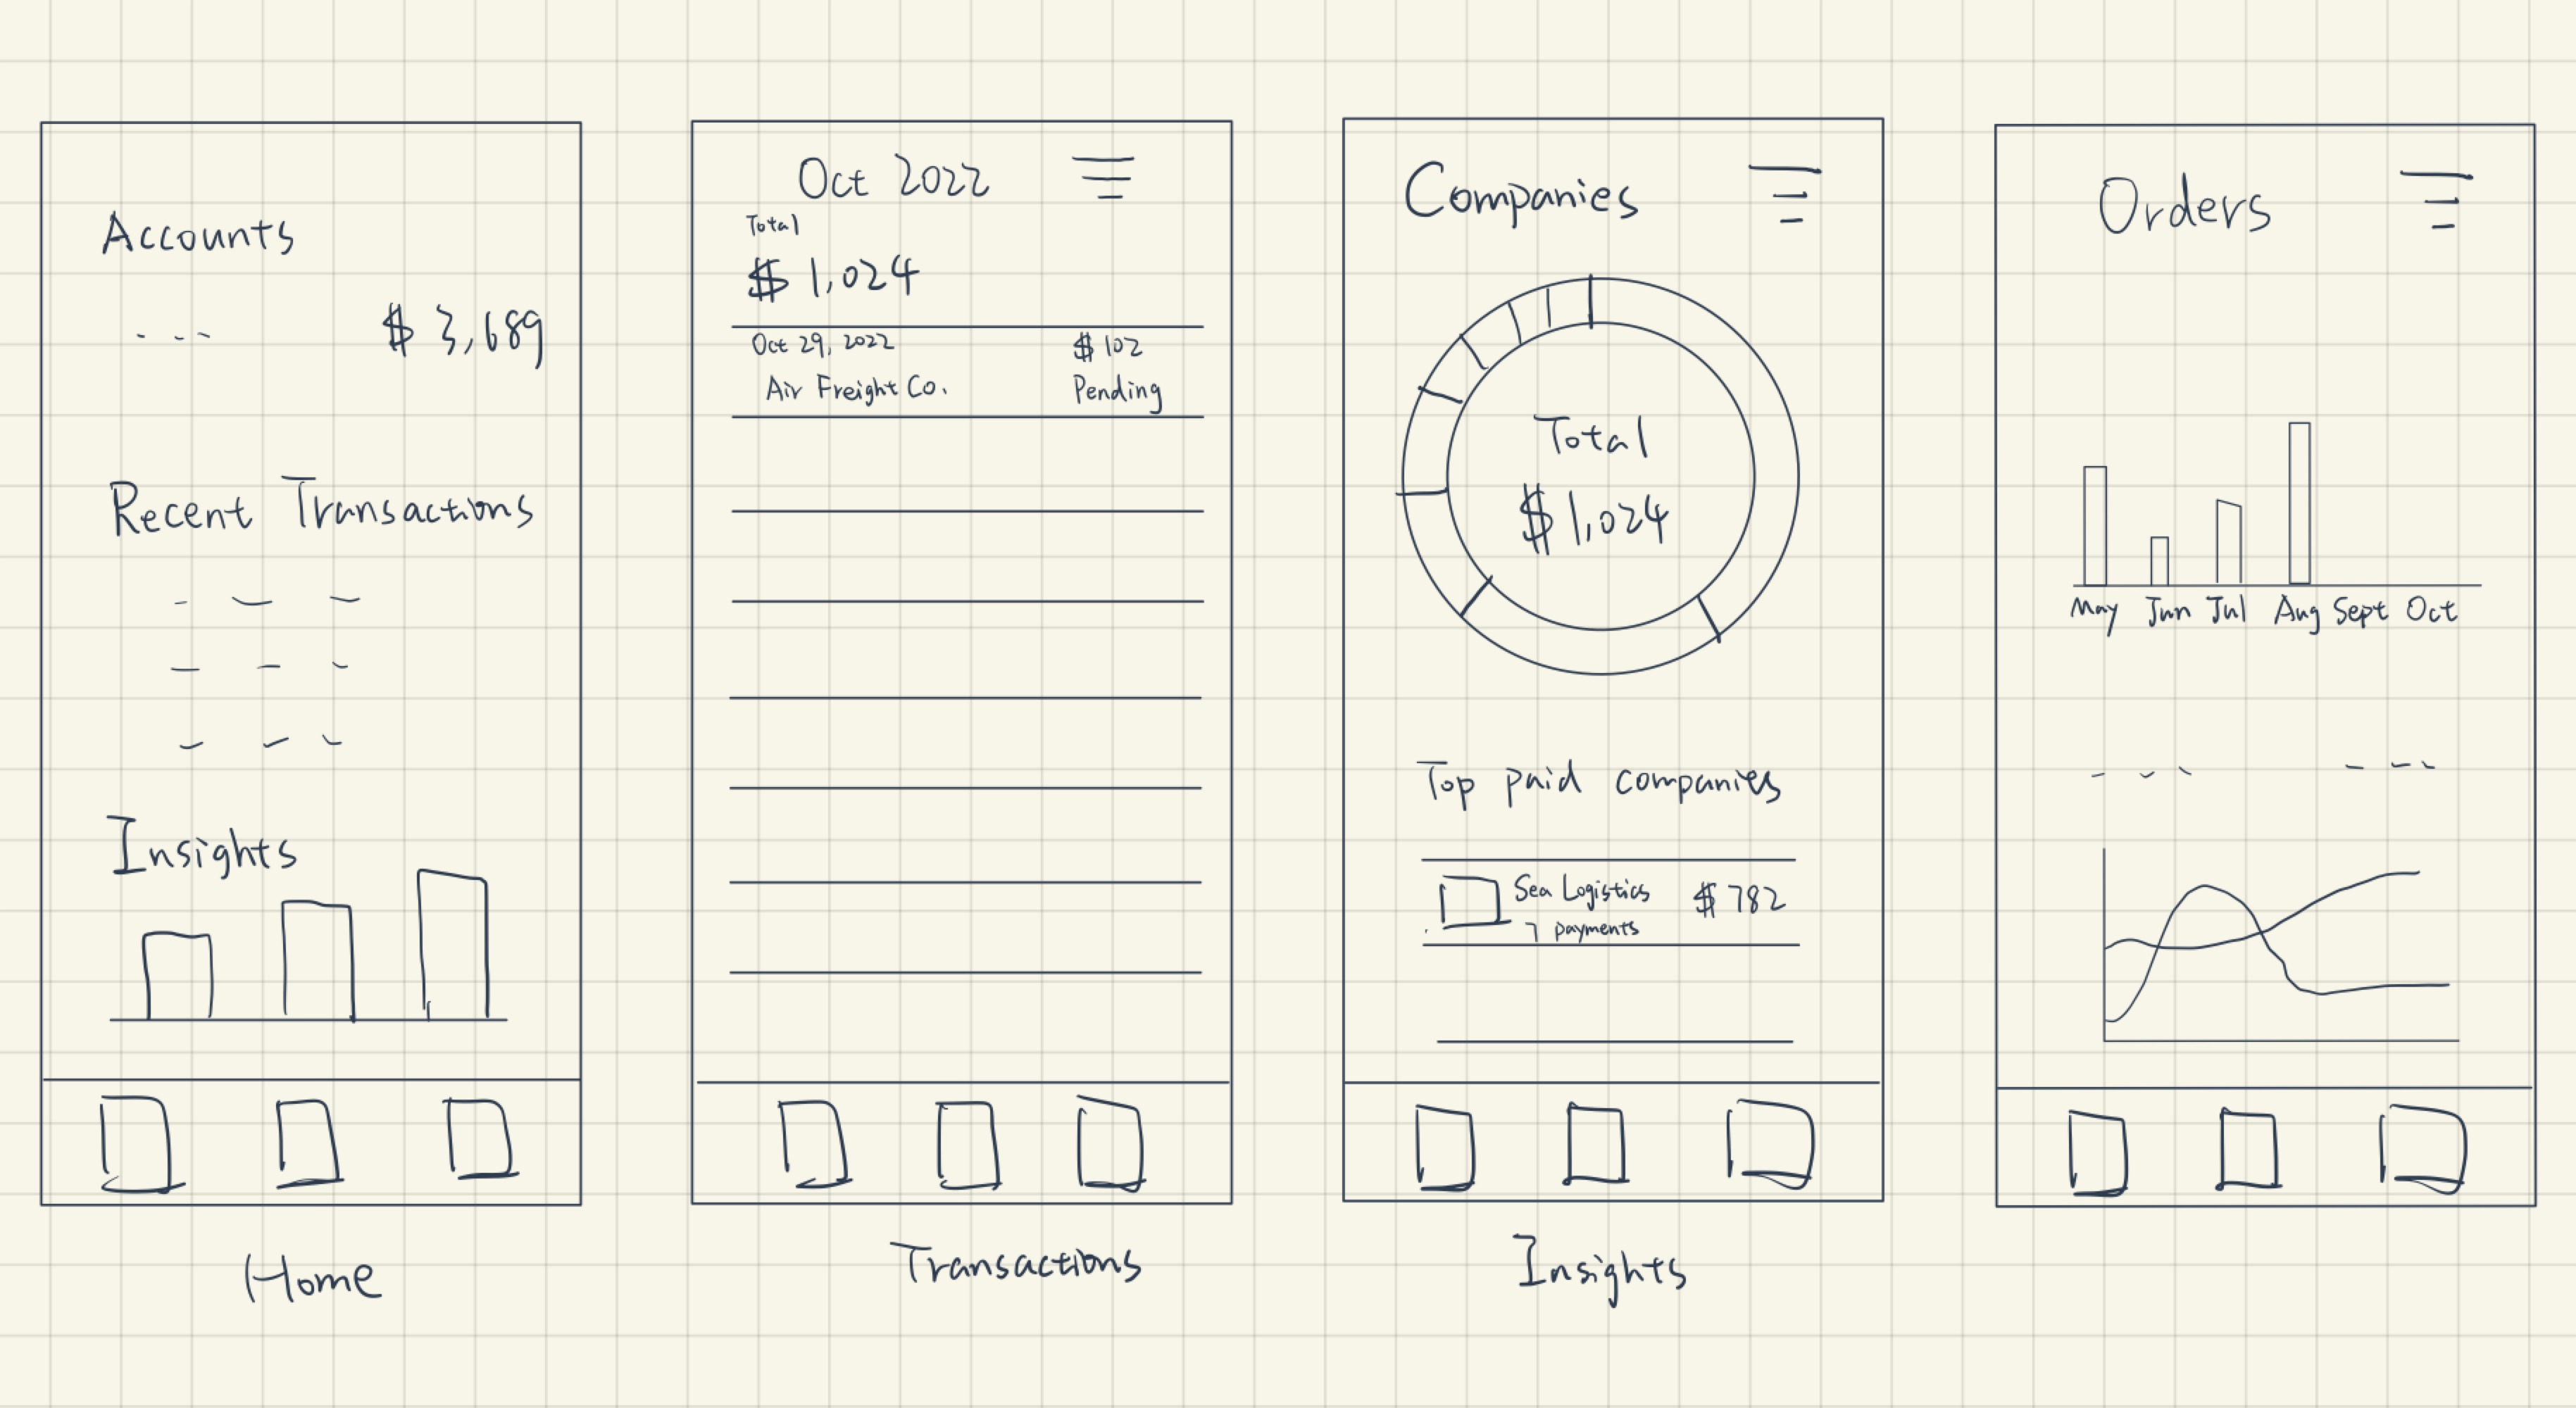 Accounts
$ 3,689
Recent Transactions
Insights
Home
Oct 2022
Total
$ 1,024
Oct 29, 2022 $ 102
Air Freight Co. Pending
Transactions
Companies
Total
$ 1,024
Top paid companies
Sea Logistics $ 782
7 payments
Insights
Orders
May Jun Jul Aug Sept Oct